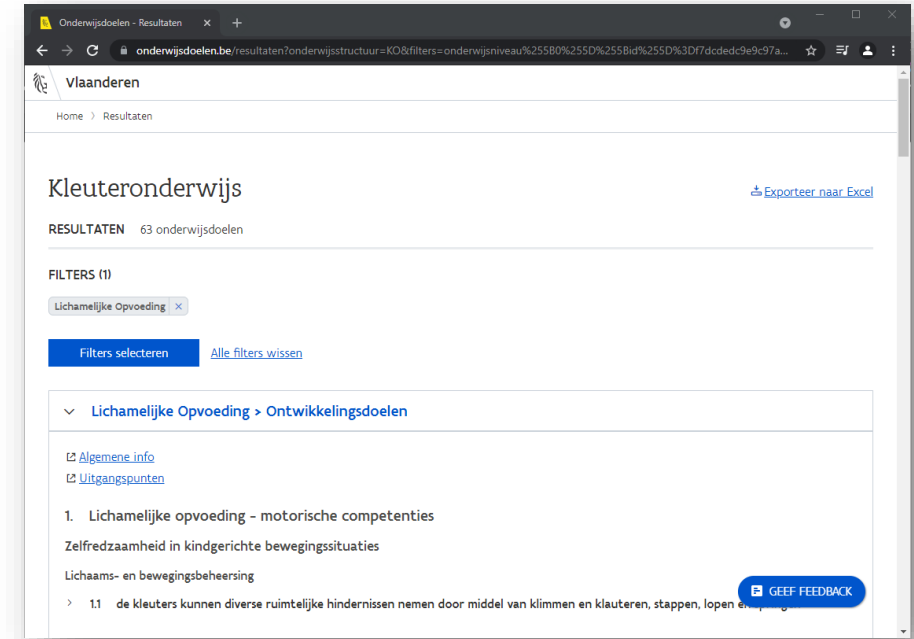 Onderwijsdoelen - Resultaten
onderwijsdoelen.be/resultaten?onderwijsstructuur=KO&filters=onderwijsniveau%255B0%255D%255Bid%255D%3Df7dcdedc9e9c97a...
Vlaanderen
Home > Resultaten
Kleuteronderwijs
Exporteer naar Excel
RESULTATEN 63 onderwijsdoelen
FILTERS (1)
Lichamelijke Opvoeding ×
Filters selecteren Alle filters wissen
Lichamelijke Opvoeding > Ontwikkelingsdoelen
Algemene info
Uitgangspunten
1. Lichamelijke opvoeding - motorische competenties
Zelfredzaamheid in kindgerichte bewegingssituaties
Lichaams- en bewegingsbeheersing
1.1 de kleuters kunnen diverse ruimtelijke hindernissen nemen door middel van klimmen en klauteren, stappen, lopen
GEEF FEEDBACK